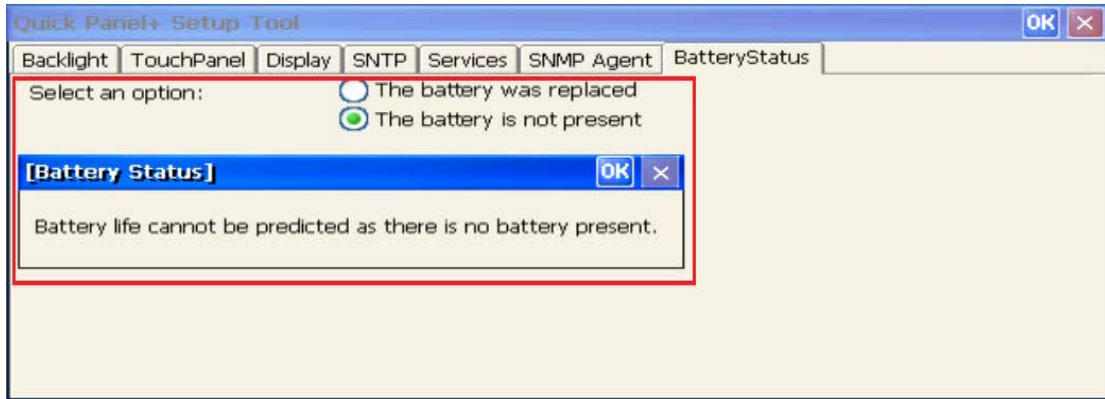 Quick Panel+ Setup Tool OK
Backlight TouchPanel Display SNTP Services SNMP Agent BatteryStatus
Select an option: The battery was replaced
The battery is not present
[Battery Status] OK
Battery life cannot be predicted as there is no battery present.